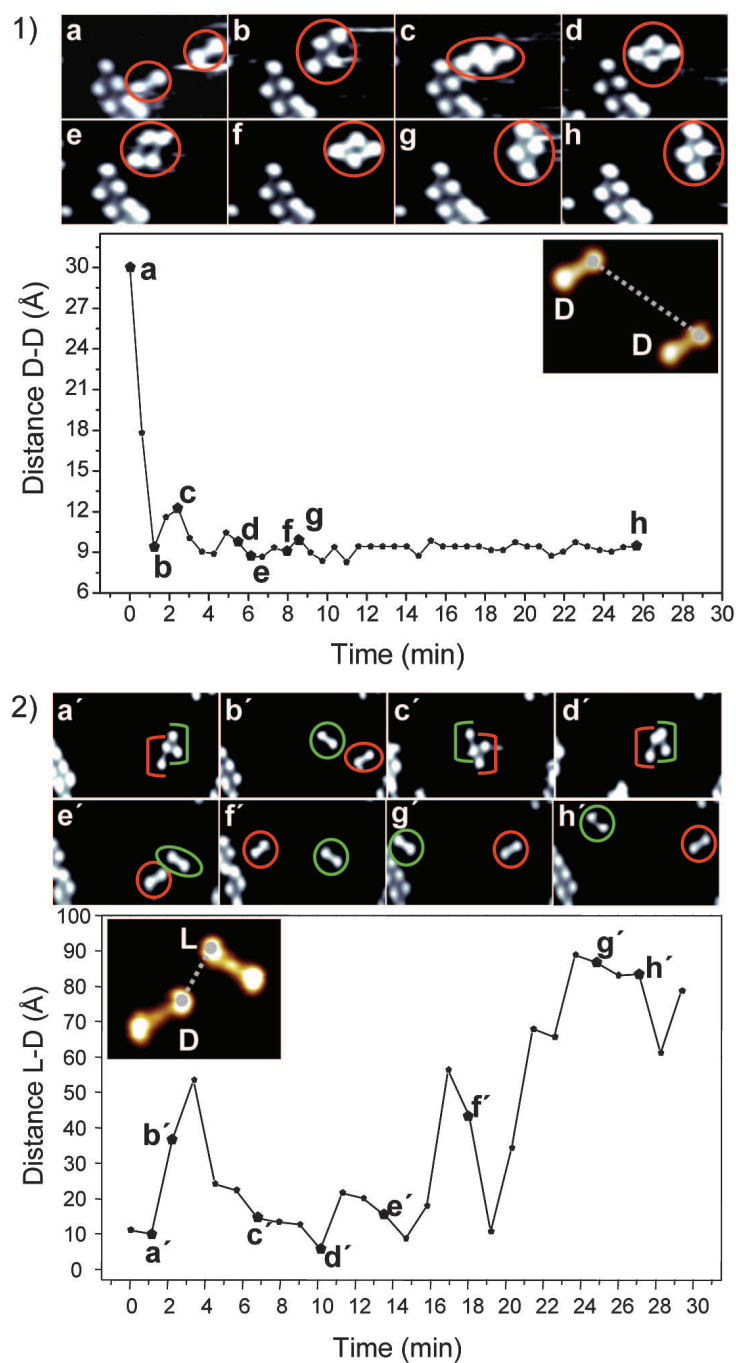 1)
a b c d
e f g h
Distance D-D (Å)
30
27
24
21
18
15
12
9
6
a
b
c
d
e
f
g
h
D
D
0 2 4 6 8 10 12 14 16 18 20 22 24 26 28 30
Time (min)
2)
a´ b´ c´ d´
e´ f´ g´ h´
Distance L-D (Å)
100
90
80
70
60
50
40
30
20
10
0
L
D
a´
b´
c´
d´
e´
f´
g´
h´
0 2 4 6 8 10 12 14 16 18 20 22 24 26 28 30
Time (min)